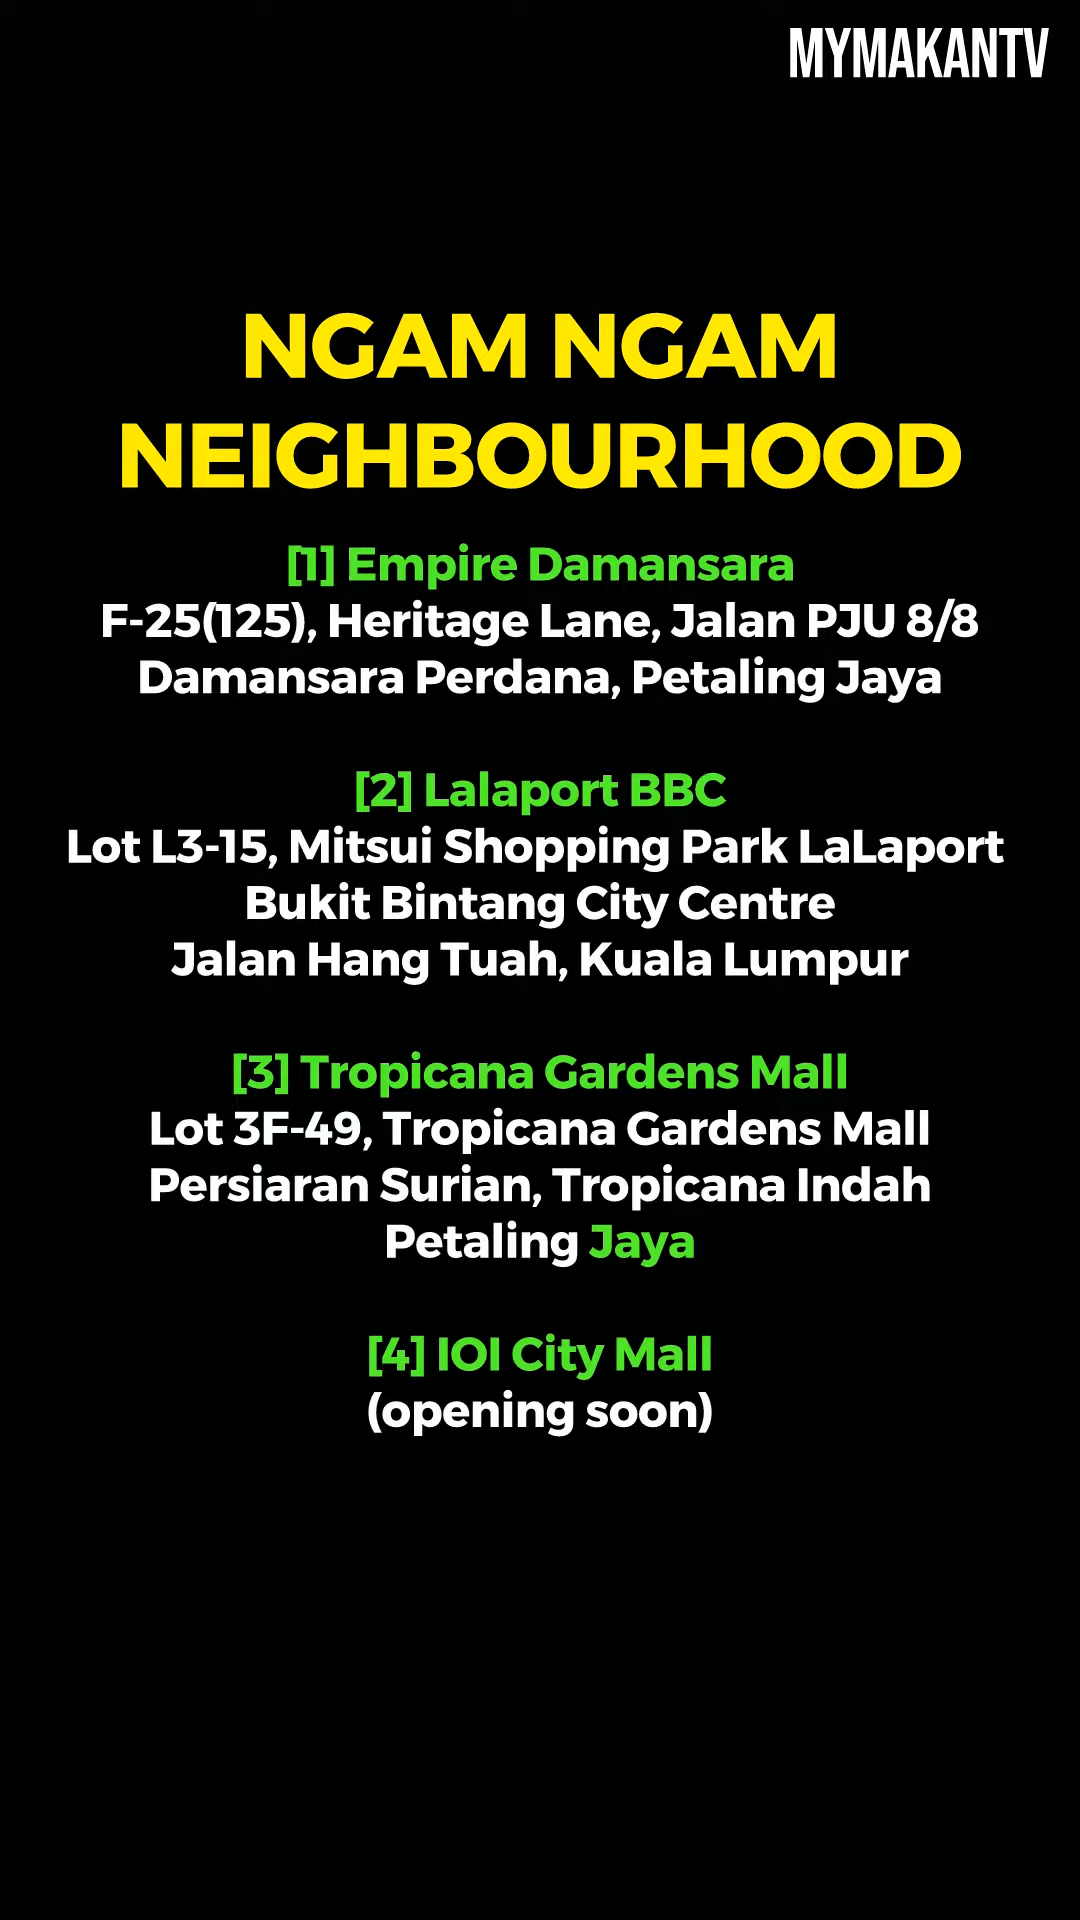 MYMAKANTV
NGAM NGAM
NEIGHBOURHOOD
[1] Empire Damansara
F-25(125), Heritage Lane, Jalan PJU 8/8
Damansara Perdana, Petaling Jaya
[2] Lalaport BBC
Lot L3-15, Mitsui Shopping Park LaLaport
Bukit Bintang City Centre
Jalan Hang Tuah, Kuala Lumpur
[3] Tropicana Gardens Mall
Lot 3F-49, Tropicana Gardens Mall
Persiaran Surian, Tropicana Indah
Petaling Jaya
[4] IOI City Mall
(opening soon)